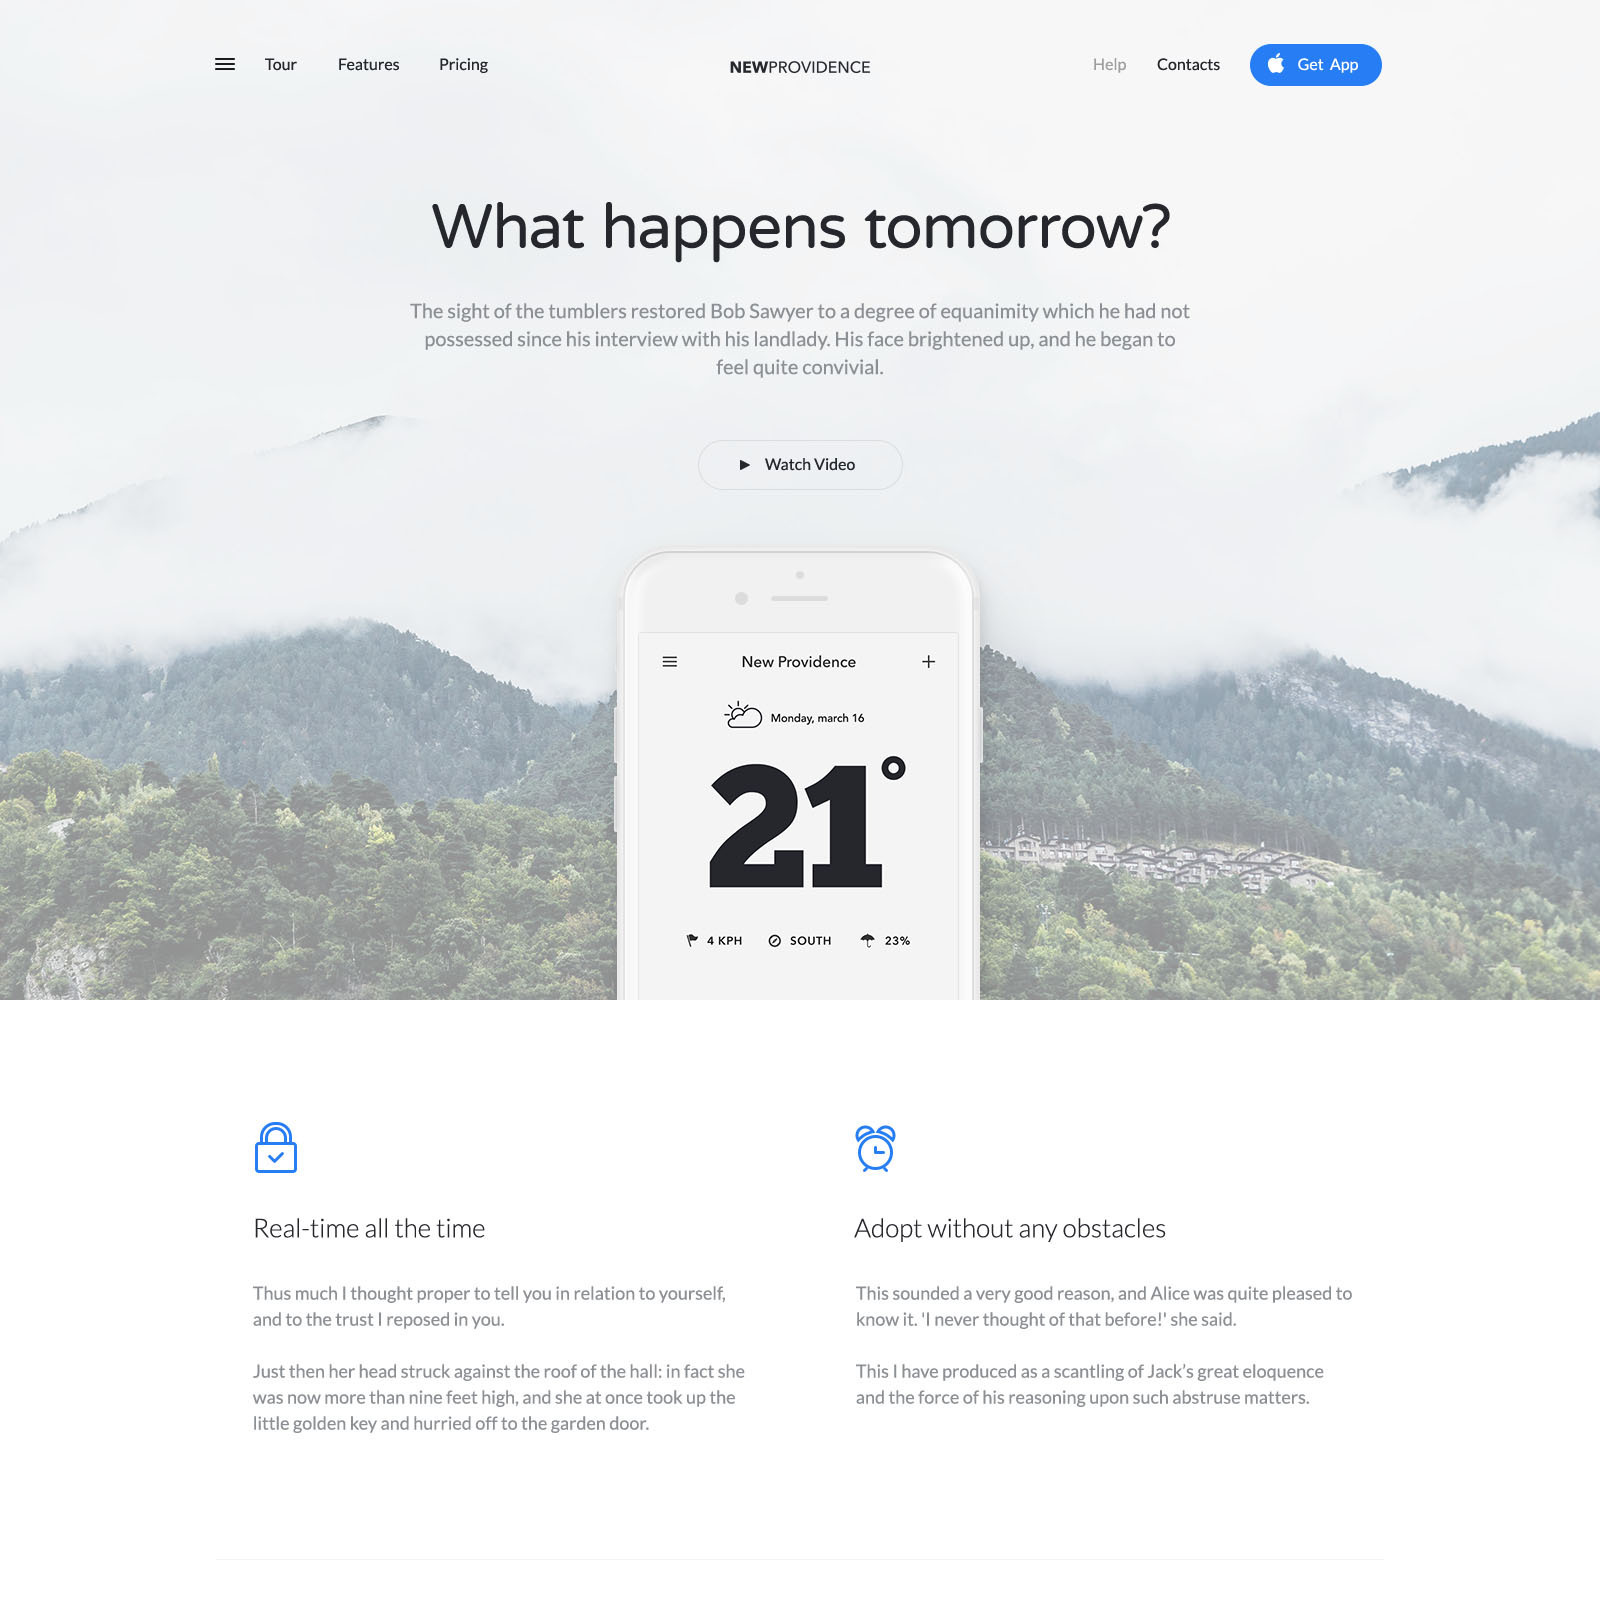 Tour Features Pricing NEWPROVIDENCE Help Contacts Get App
What happens tomorrow?
The sight of the tumblers restored Bob Sawyer to a degree of equanimity which he had not
possessed since his interview with his landlady. His face brightened up, and he began to
feel quite convivial.
Watch Video
New Providence
Monday, march 16
21°
4 KPH SOUTH 23%
Real-time all the time
Thus much I thought proper to tell you in relation to yourself,
and to the trust I reposed in you.
Just then her head struck against the roof of the hall: in fact she
was now more than nine feet high, and she at once took up the
little golden key and hurried off to the garden door.
Adopt without any obstacles
This sounded a very good reason, and Alice was quite pleased to
know it. 'I never thought of that before!' she said.
This I have produced as a scantling of Jack’s great eloquence
and the force of his reasoning upon such abstruse matters.